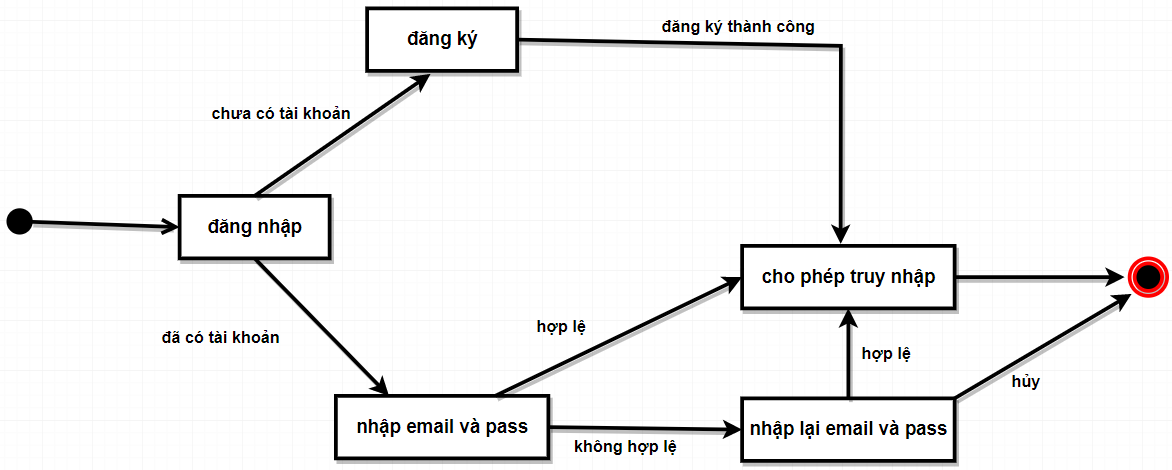 đăng ký thành công
đăng ký
chưa có tài khoản
đăng nhập
cho phép truy nhập
hợp lệ
đã có tài khoản
hợp lệ
hủy
nhập email và pass
nhập lại email và pass
không hợp lệ